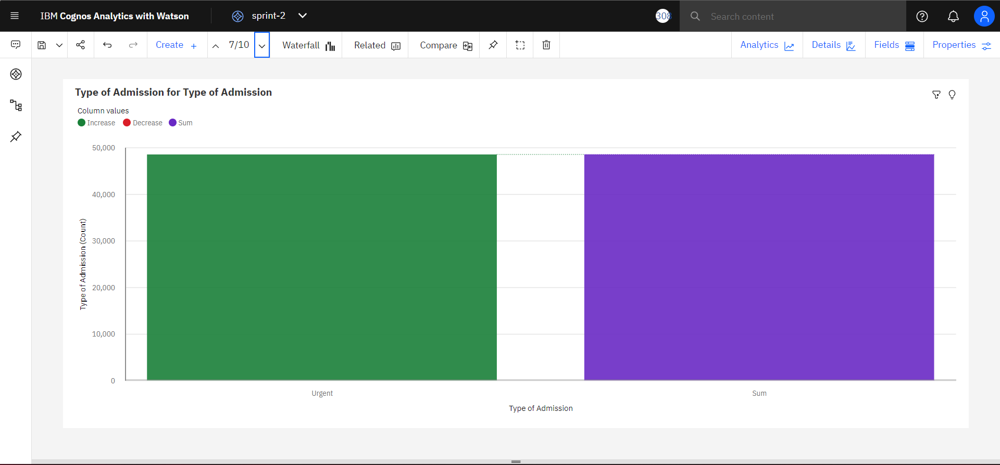 IBM Cognos Analytics with Watson
sprint-2
308
Search content
Create
7/10
Waterfall
Related
Compare
Analytics
Details
Fields
Properties
Type of Admission for Type of Admission
Column values
Increase
Decrease
Sum
50,000
40,000
30,000
20,000
10,000
0
Type of Admission (Count)
Urgent
Sum
Type of Admission